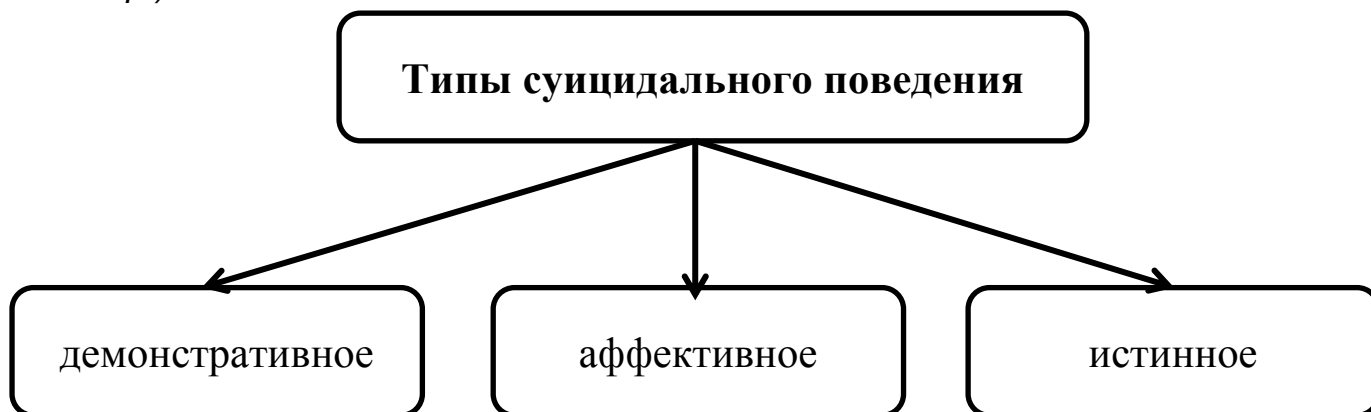 Типы суицидального поведения
демонстративное
аффективное
истинное